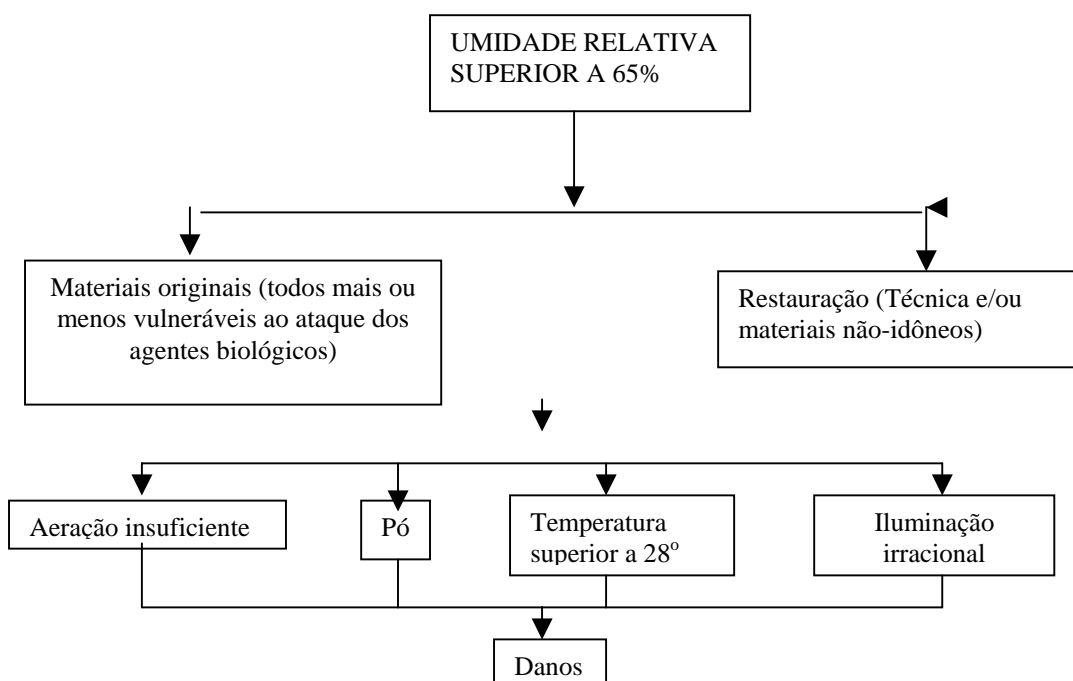 UMIDADE RELATIVA
SUPERIOR A 65%
Materiais originais (todos mais ou
menos vulneráveis ao ataque dos
agentes biológicos)
Restauração (Técnica e/ou
materiais não-idôneos)
Aeração insuficiente
Pó
Temperatura
superior a 28º
Iluminação
irracional
Danos